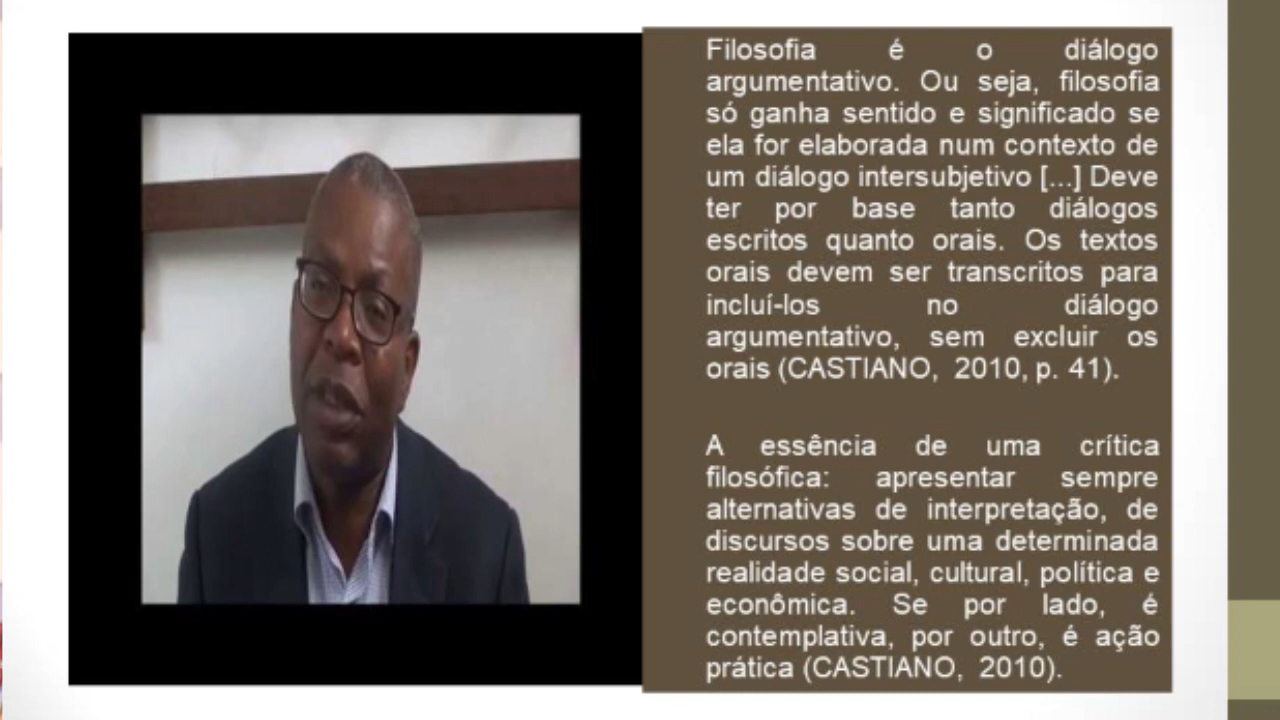 Filosofia é o diálogo
argumentativo. Ou seja, filosofia
só ganha sentido e significado se
ela for elaborada num contexto de
um diálogo intersubjetivo [...] Deve
ter por base tanto diálogos
escritos quanto orais. Os textos
orais devem ser transcritos para
incluí-los no diálogo
argumentativo, sem excluir os
orais (CASTIANO, 2010, p. 41).
A essência de uma crítica
filosófica: apresentar sempre
alternativas de interpretação, de
discursos sobre uma determinada
realidade social, cultural, política e
econômica. Se por lado, é
contemplativa, por outro, é ação
prática (CASTIANO, 2010).